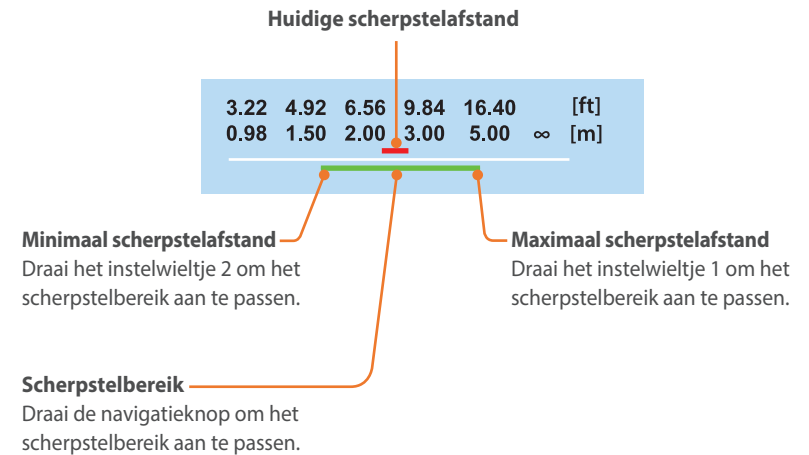 Huidige scherpstelafstand
3.22 4.92 6.56 9.84 16.40 [ft]
0.98 1.50 2.00 3.00 5.00 ∞ [m]
Minimaal scherpstelafstand
Draai het instelwieltje 2 om het
scherpstelbereik aan te passen.
Maximaal scherpstelafstand
Draai het instelwieltje 1 om het
scherpstelbereik aan te passen.
Scherpstelbereik
Draai de navigatieknop om het
scherpstelbereik aan te passen.